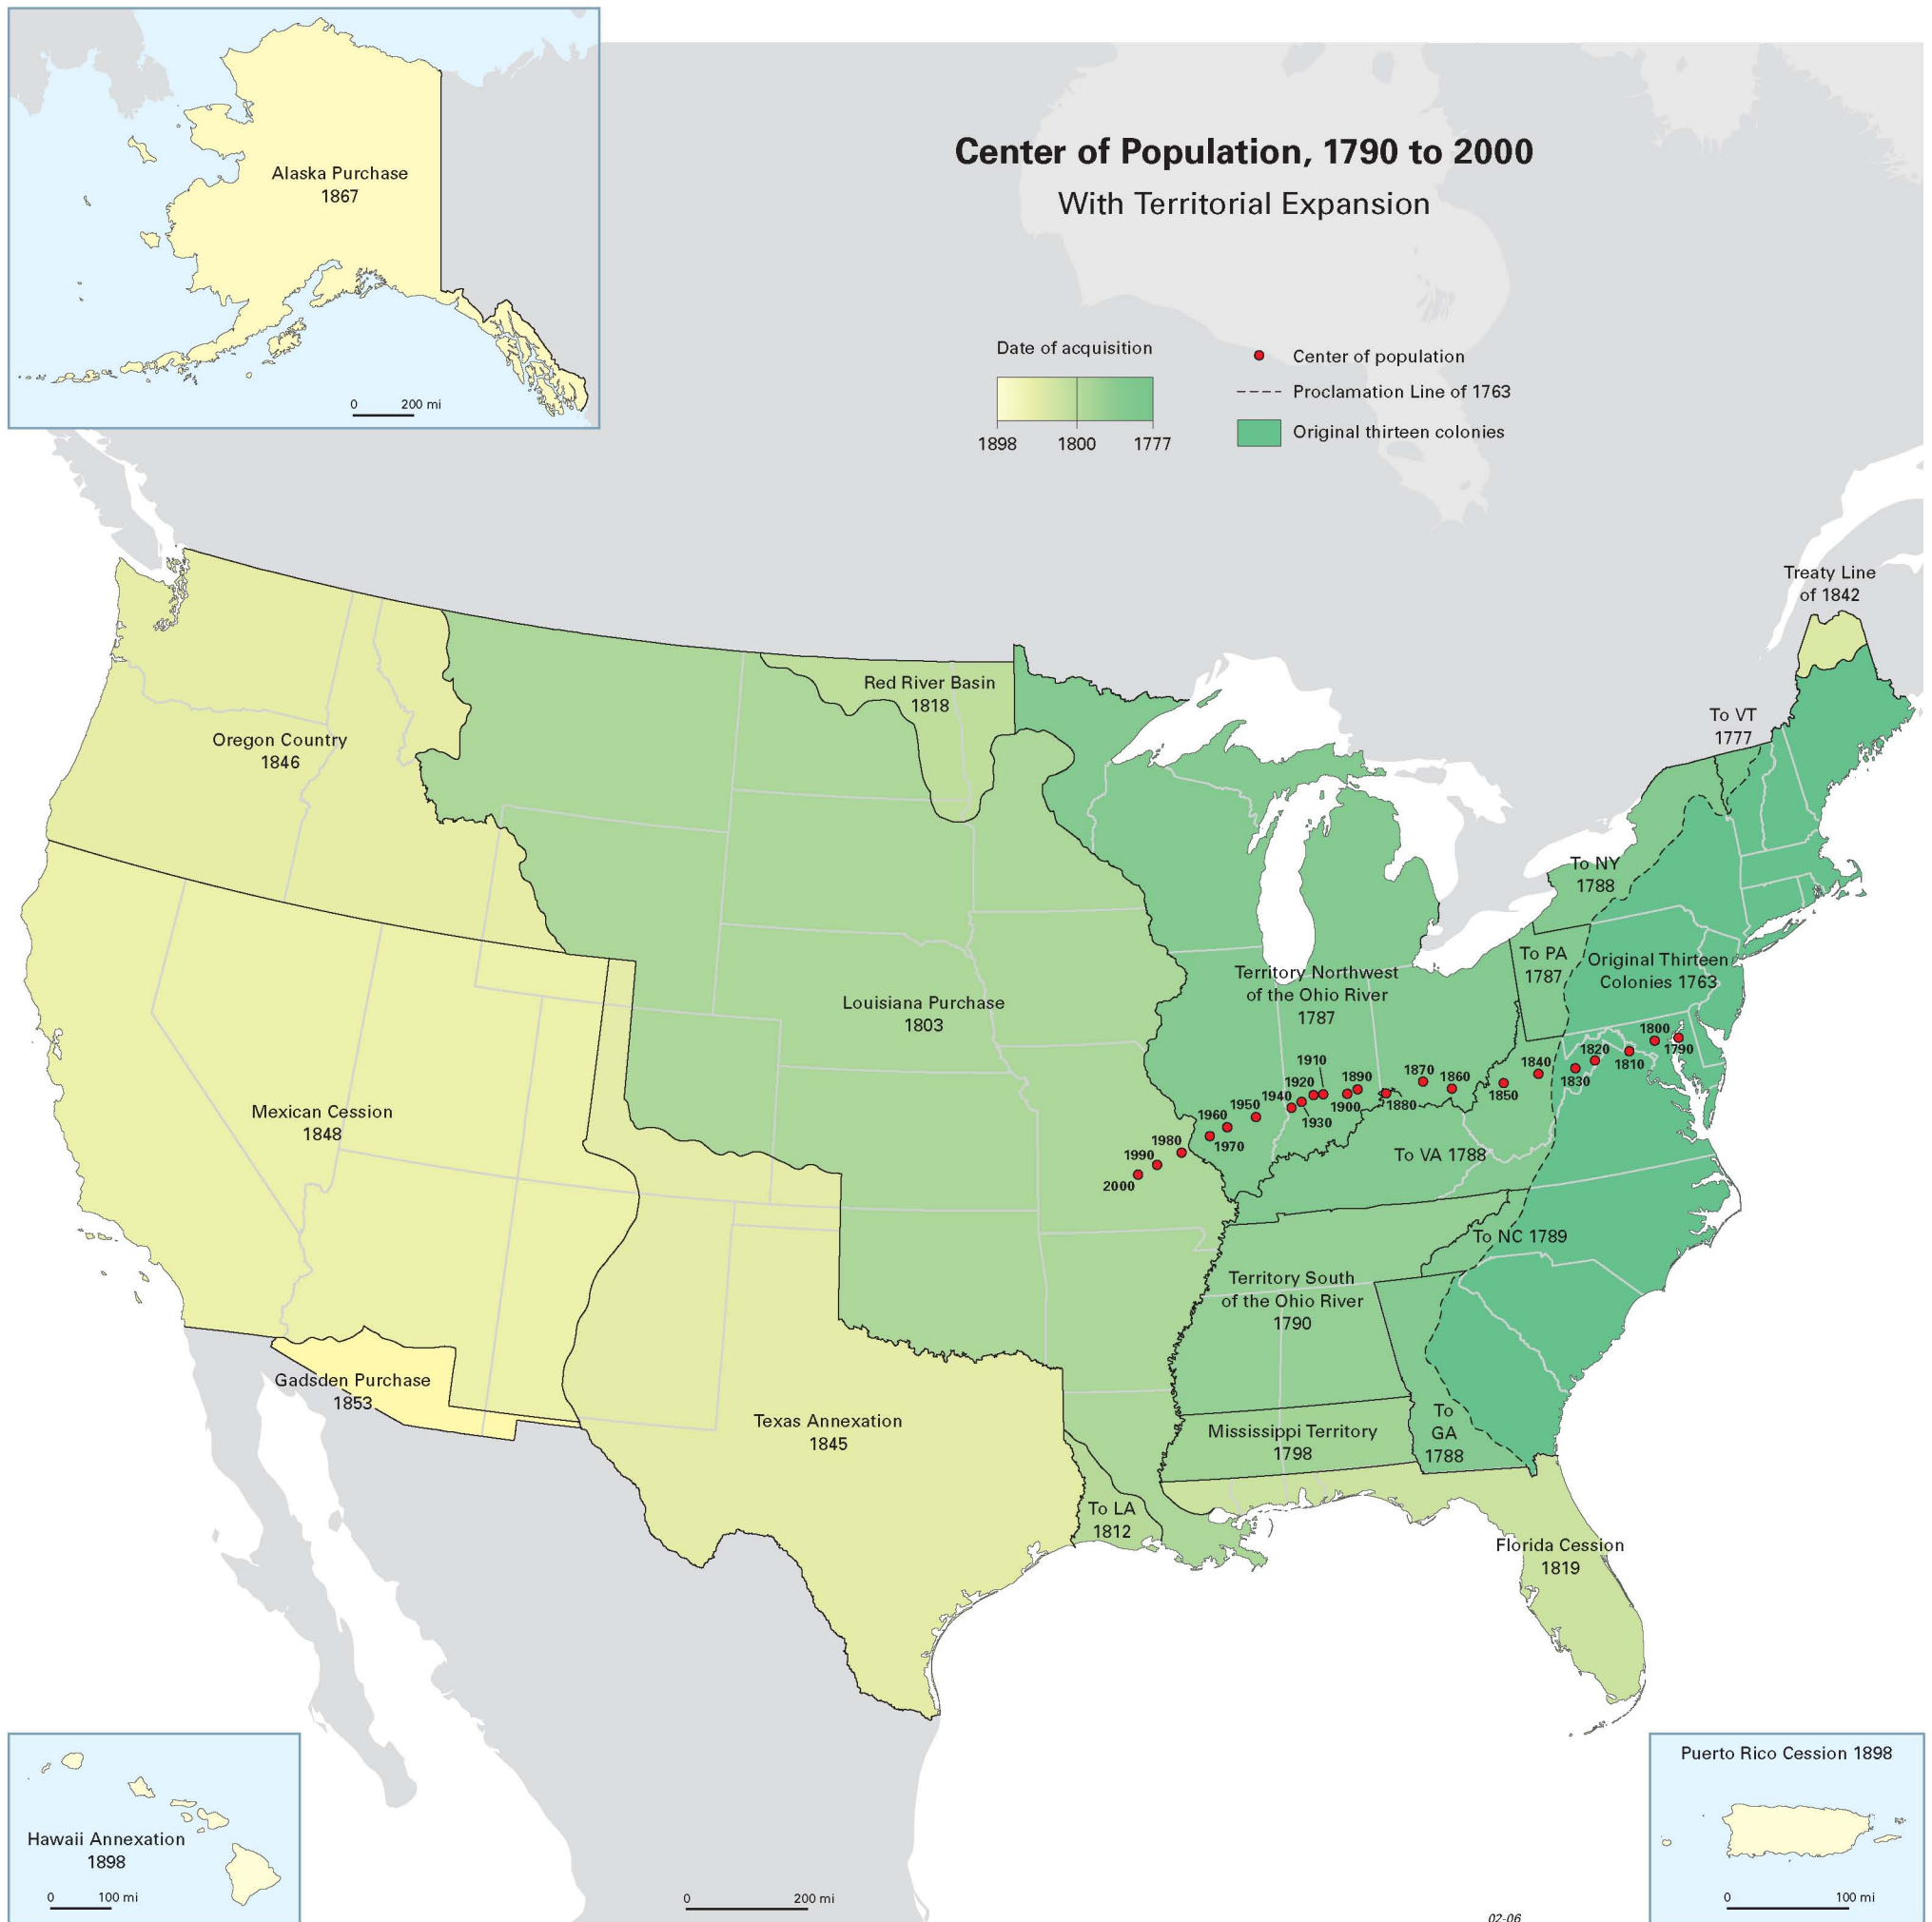 Center of Population, 1790 to 2000
With Territorial Expansion
Alaska Purchase
1867
0 200 mi
Date of acquisition
1898 1800 1777
Center of population
Proclamation Line of 1763
Original thirteen colonies
Treaty Line
of 1842
Red River Basin
1818
To VT
1777
Oregon Country
1846
To NY
1788
To PA
1787
Original Thirteen
Colonies 1763
Territory Northwest
of the Ohio River
1787
Louisiana Purchase
1803
1800
1790
1820
1810
1840
1830
1910
1870
1860
1850
1890
1920
1940
1900
1880
1950
1930
1960
1970
1980
1990
2000
Mexican Cession
1848
To VA 1788
To NC 1789
Territory South
of the Ohio River
1790
Gadsden Purchase
1853
Texas Annexation
1845
Mississippi Territory
1798
To
GA
1788
To LA
1812
Florida Cession
1819
Hawaii Annexation
1898
0 100 mi
0 200 mi
Puerto Rico Cession 1898
0 100 mi
02-06